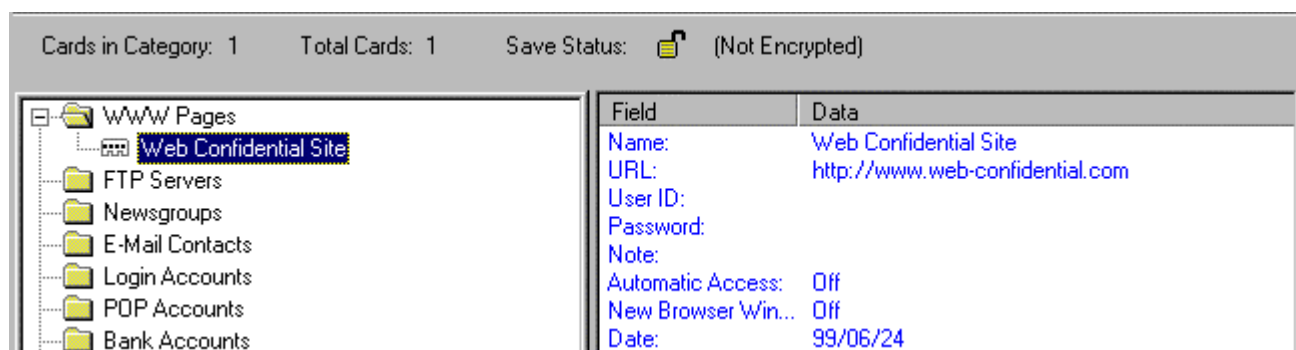 Cards in Category: 1 Total Cards: 1 Save Status: (Not Encrypted)
WWW Pages
Web Confidential Site
FTP Servers
Newsgroups
E-Mail Contacts
Login Accounts
POP Accounts
Bank Accounts
Field Data
Name: Web Confidential Site
URL: http://www.web-confidential.com
User ID:
Password:
Note:
Automatic Access: Off
New Browser Win... Off
Date: 99/06/24